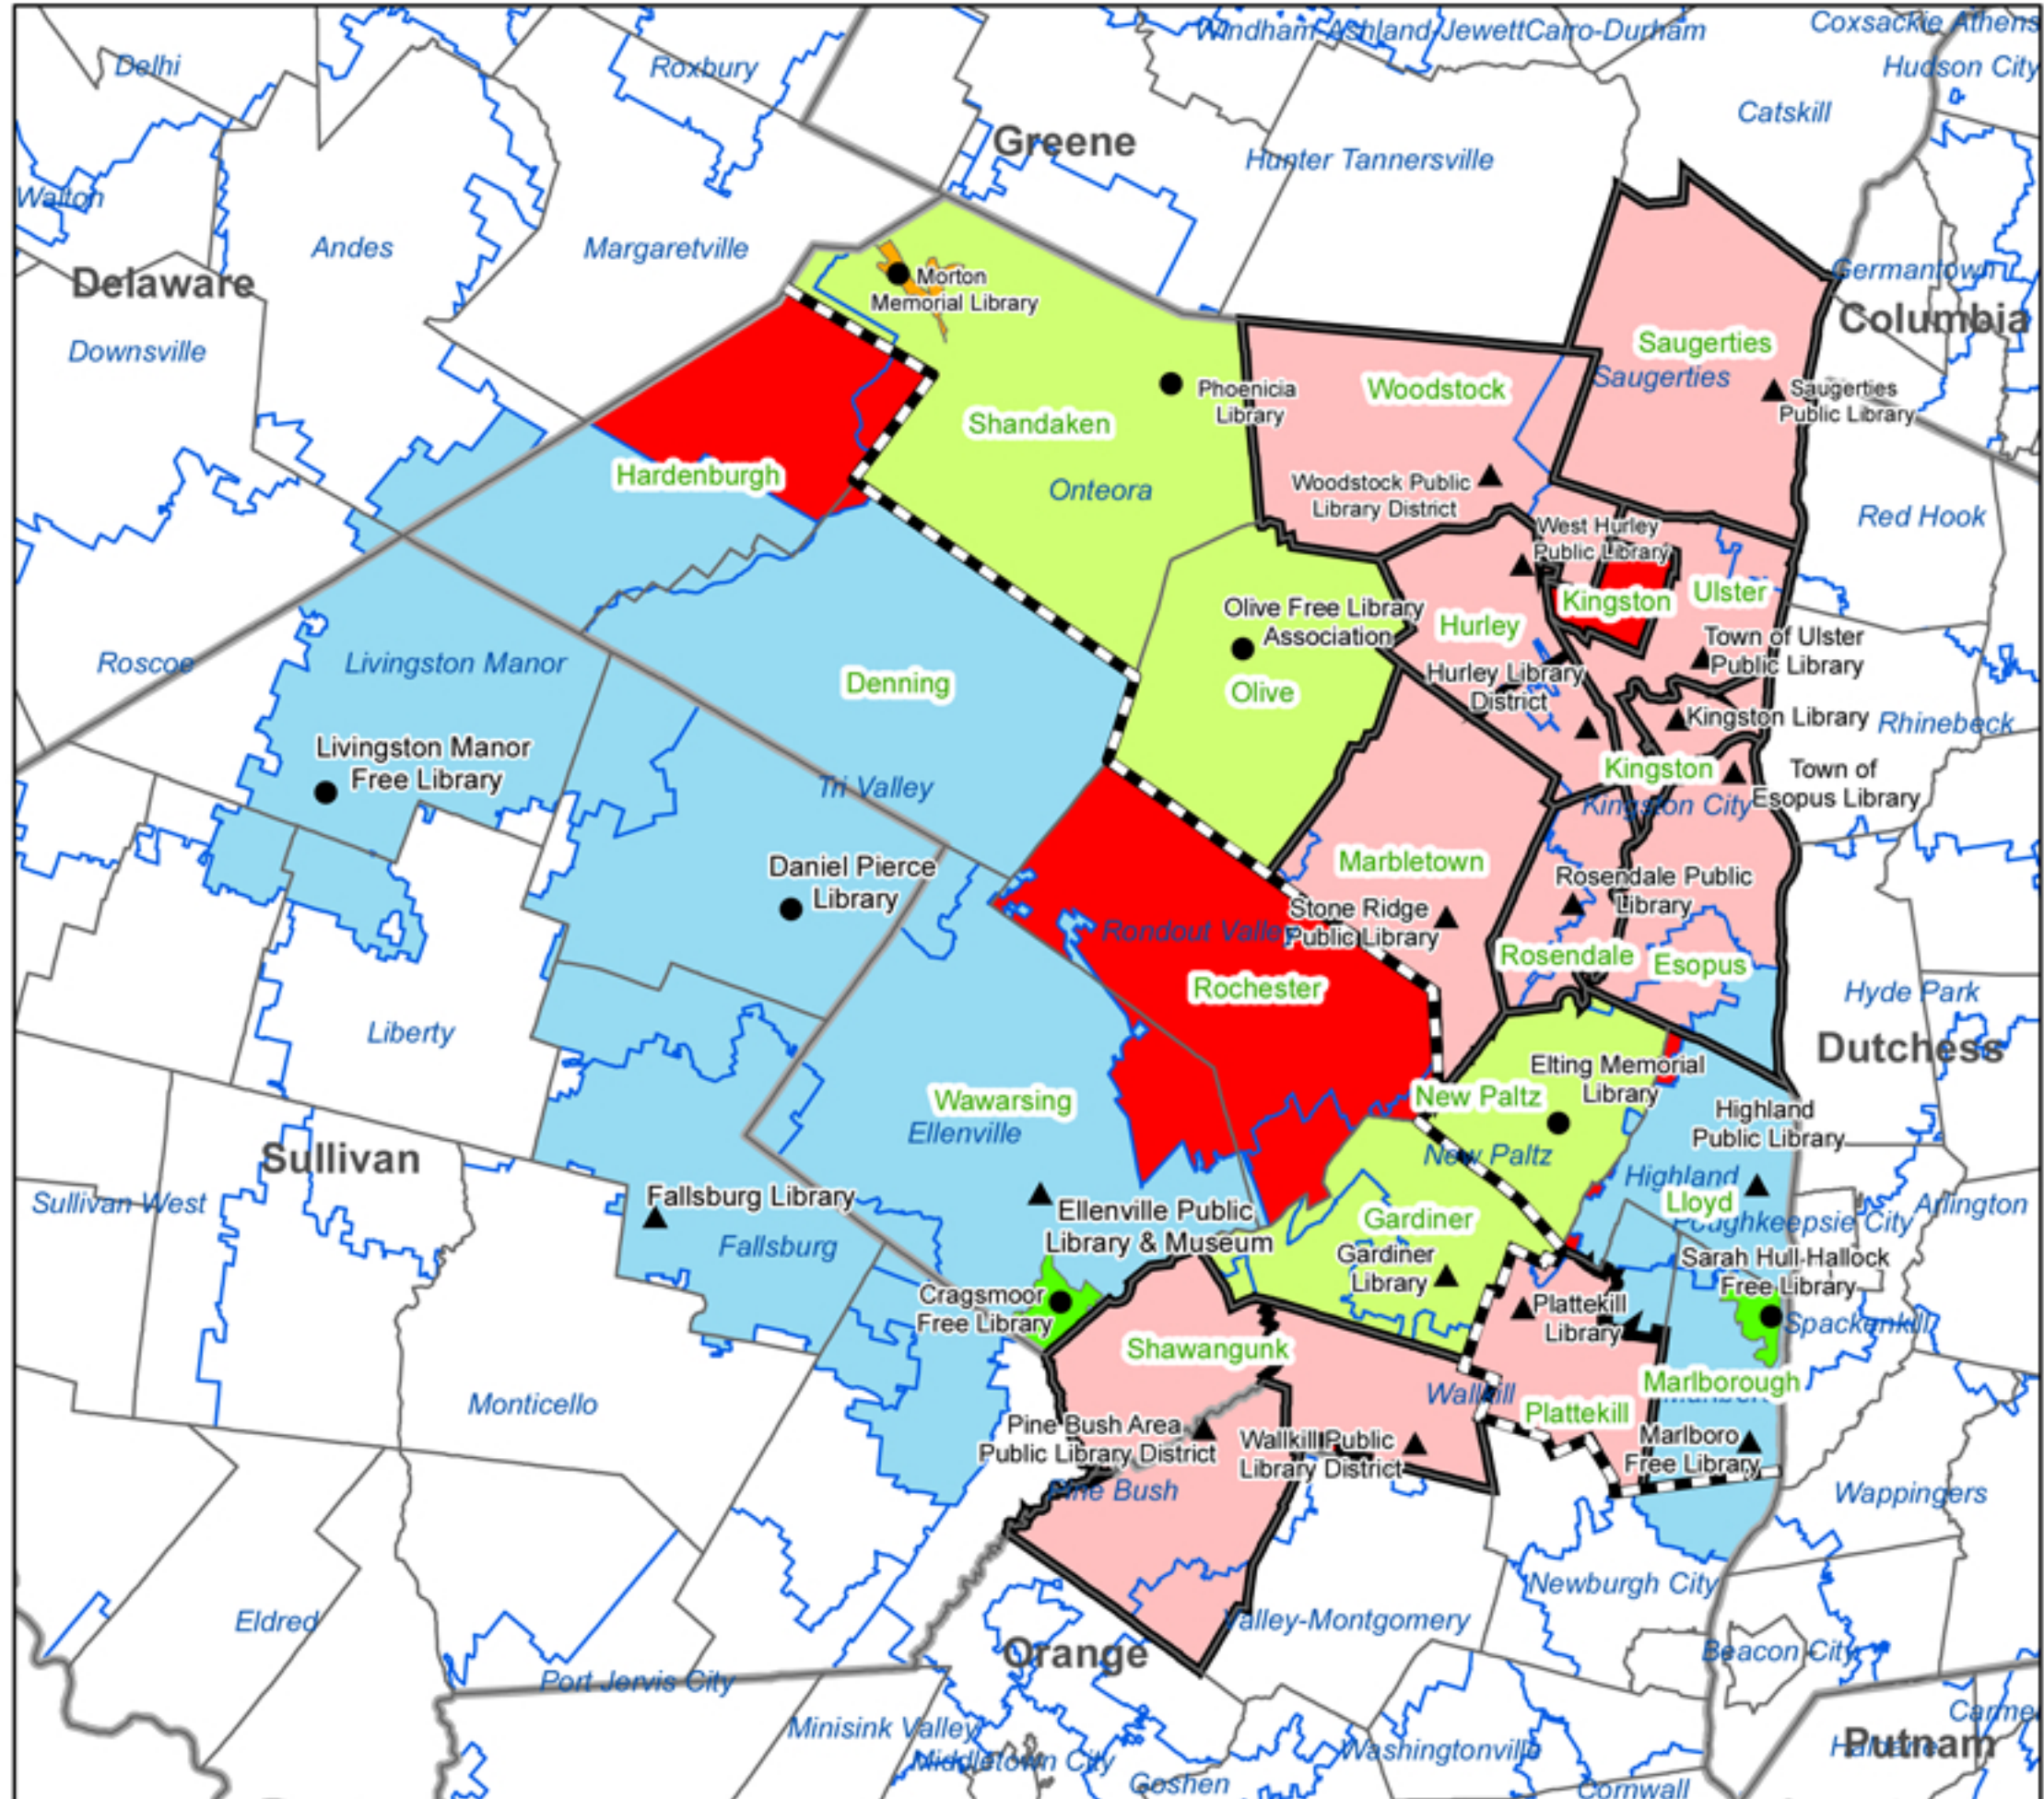 Windham-Ashland-Jewett
Cairo-Durham
Coxsackie Athens
Delhi
Roxbury
Hudson City
Catskill
Greene
Hunter Tannersville
Walton
Andes
Margaretville
Delaware
Germantown
Morton
Memorial Library
Columbia
Downsville
Saugerties
Saugerties
Woodstock
Phoenicia
Library
Saugerties
Public Library
Shandaken
Hardenburgh
Onteora
Woodstock Public
Library District
Red Hook
West Hurley
Public Library
Kingston
Ulster
Olive Free Library
Association
Hurley
Town of Ulster
Public Library
Roscoe
Livingston Manor
Denning
Olive
Hurley Library
District
Kingston Library
Rhinebeck
Livingston Manor
Free Library
Tri Valley
Kingston
Kingston City
Town of
Esopus Library
Daniel Pierce
Library
Marbletown
Rosendale Public
Library
Stone Ridge
Public Library
Rondout Valley
Rosendale
Esopus
Rochester
Hyde Park
Liberty
Dutchess
Elting Memorial
Library
Wawarsing
Ellenville
New Paltz
Highland
Public Library
Sullivan
New Paltz
Sullivan West
Fallsburg Library
Highland
Lloyd
Arlington
Ellenville Public
Library & Museum
Gardiner
Poughkeepsie City
Fallsburg
Gardiner
Library
Sarah Hull-Hallock
Free Library
Cragsmoor
Free Library
Plattekill
Library
Spackenkill
Shawangunk
Marlborough
Monticello
Wallkill
Plattekill
Pine Bush Area
Public Library District
Wallkill Public
Library District
Marlboro
Free Library
Pine Bush
Wappingers
Newburgh City
Eldred
Valley-Montgomery
Orange
Beacon City
Port Jervis City
Minisink Valley
Middletown City
Washingtonville
Putnam
Goshen
Cornwall